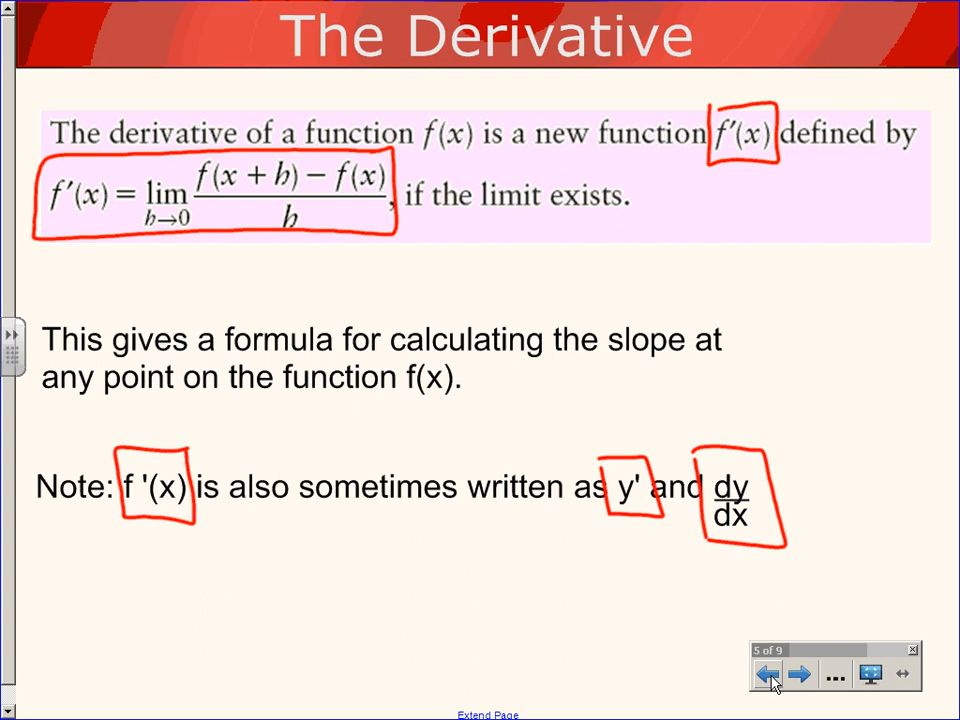 The Derivative
The derivative of a function f(x) is a new function f'(x) defined by
f'(x) = lim h→0 f(x + h) − f(x) / h, if the limit exists.
This gives a formula for calculating the slope at
any point on the function f(x).
Note: f '(x) is also sometimes written as y' and dy/dx
5 of 9
...
Extend Page